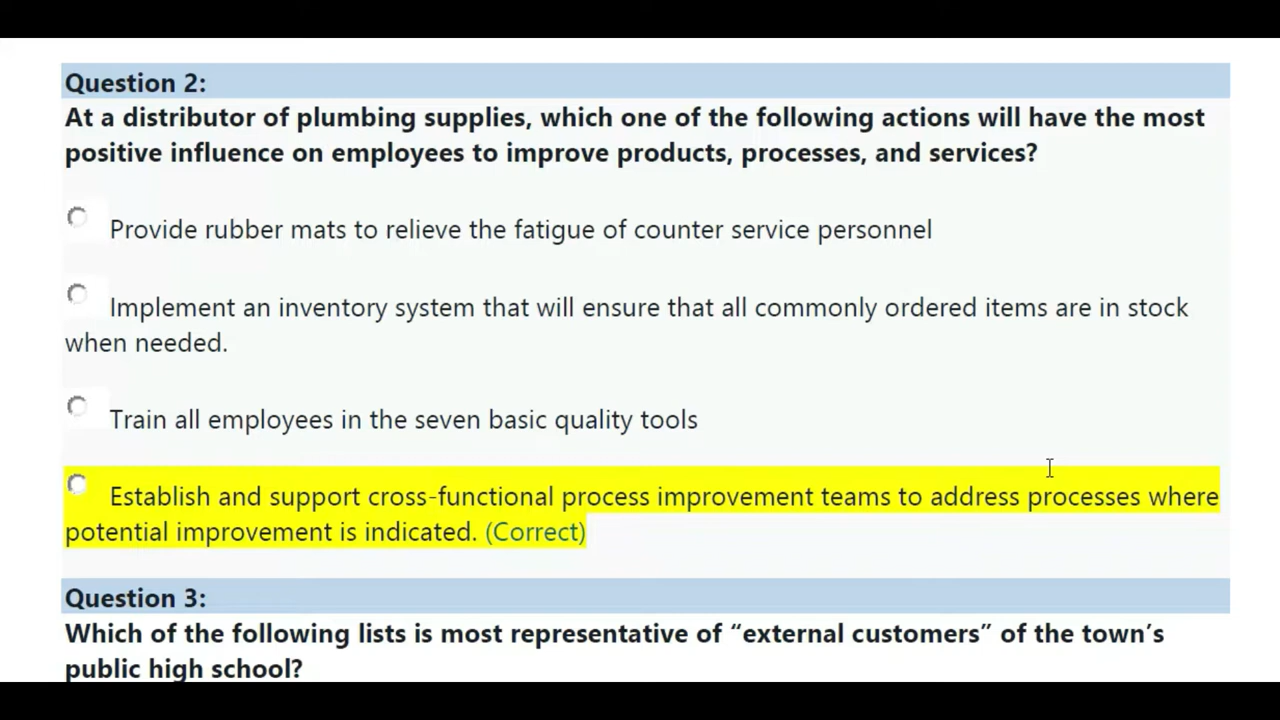 Question 2:
At a distributor of plumbing supplies, which one of the following actions will have the most
positive influence on employees to improve products, processes, and services?
Provide rubber mats to relieve the fatigue of counter service personnel
Implement an inventory system that will ensure that all commonly ordered items are in stock
when needed.
Train all employees in the seven basic quality tools
Establish and support cross-functional process improvement teams to address processes where
potential improvement is indicated. (Correct)
Question 3:
Which of the following lists is most representative of “external customers” of the town’s
public high school?